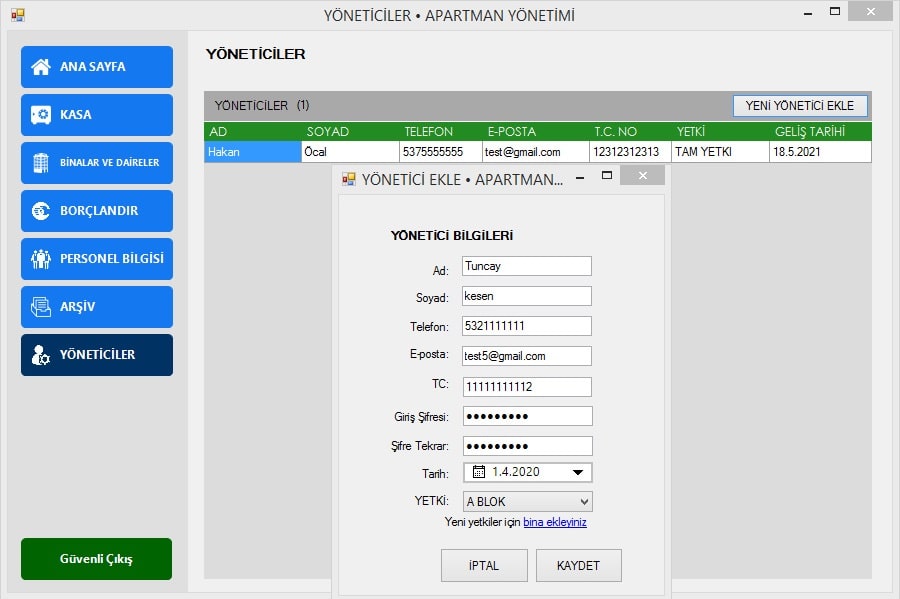 YÖNETİCİLER • APARTMAN YÖNETİMİ
ANA SAYFA
KASA
BİNALAR VE DAİRELER
BORÇLANDIR
PERSONEL BİLGİSİ
ARŞİV
YÖNETİCİLER
Güvenli Çıkış
YÖNETİCİLER
YÖNETİCİLER (1)
YENİ YÖNETİCİ EKLE
AD SOYAD TELEFON E-POSTA T.C. NO YETKİ GELİŞ TARİHİ
Hakan Öcal 5375555555 test@gmail.com 12312312313 TAM YETKI 18.5.2021
YÖNETİCİ EKLE • APARTMAN...
YÖNETİCİ BİLGİLERİ
Ad: Tuncay
Soyad: kesen
Telefon: 5321111111
E-posta: test5@gmail.com
TC: 11111111112
Giriş Şifresi: •••••••••
Şifre Tekrar: •••••••••
Tarih: 1.4.2020
YETKİ: A BLOK
Yeni yetkiler için bina ekleyiniz
İPTAL
KAYDET